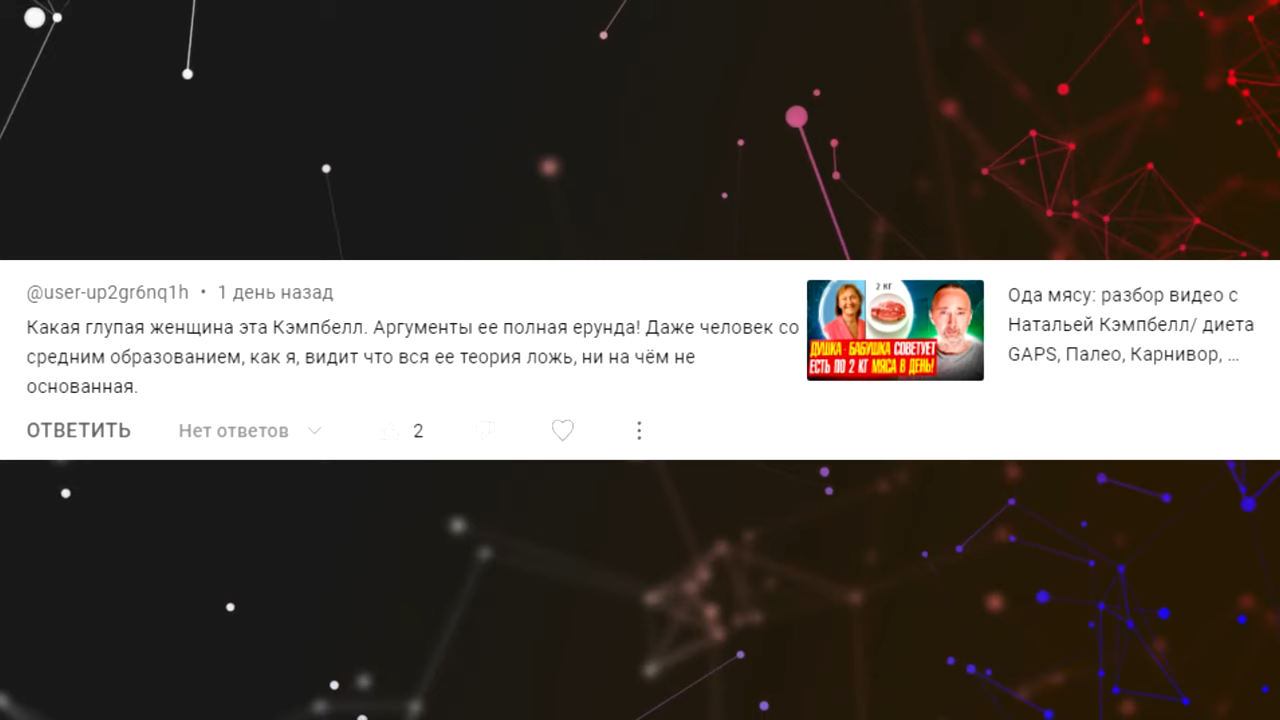 @user-up2gr6nq1h • 1 день назад
Какая глупая женщина эта Кэмпбелл. Аргументы ее полная ерунда! Даже человек со
средним образованием, как я, видит что вся ее теория ложь, ни на чём не
основанная.
ОТВЕТИТЬ Нет ответов 2
2 КГ
ДУШКА - БАБУШКА СОВЕТУЕТ
ЕСТЬ ПО 2 КГ МЯСА В ДЕНЬ!
Ода мясу: разбор видео с
Натальей Кэмпбелл/ диета
GAPS, Палео, Карнивор, ...